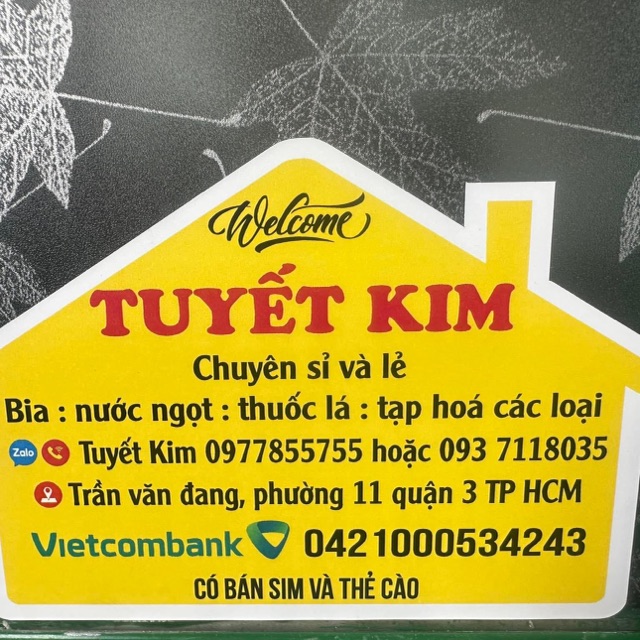 Welcome
TUYẾT KIM
Chuyên sỉ và lẻ
Bia : nước ngọt : thuốc lá : tạp hoá các loại
Zalo Tuyết Kim 0977855755 hoặc 093 7118035
Trần văn đang, phường 11 quận 3 TP HCM
Vietcombank 0421000534243
CÓ BÁN SIM VÀ THẺ CÀO